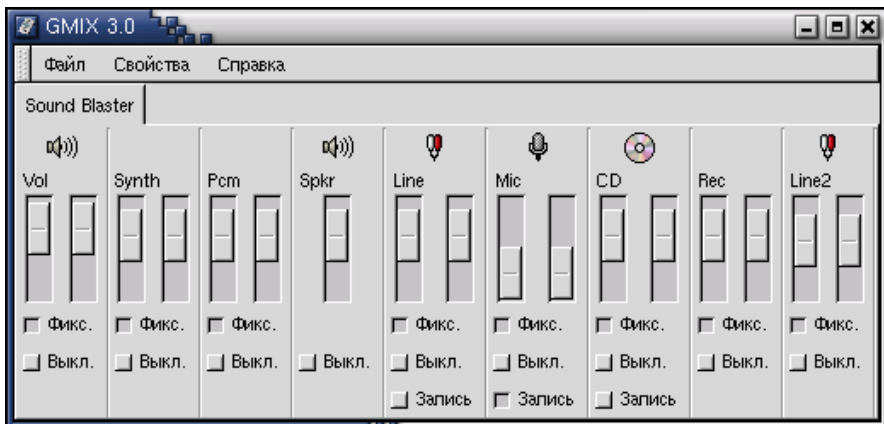 GMIX 3.0
Файл Свойства Справка
Sound Blaster
Vol Synth Pcm Spkr Line Mic CD Rec Line2
Фикс. Фикс. Фикс. Фикс. Фикс. Фикс. Фикс. Фикс.
Выкл. Выкл. Выкл. Выкл. Выкл. Выкл. Выкл. Выкл. Выкл.
Запись Запись Запись